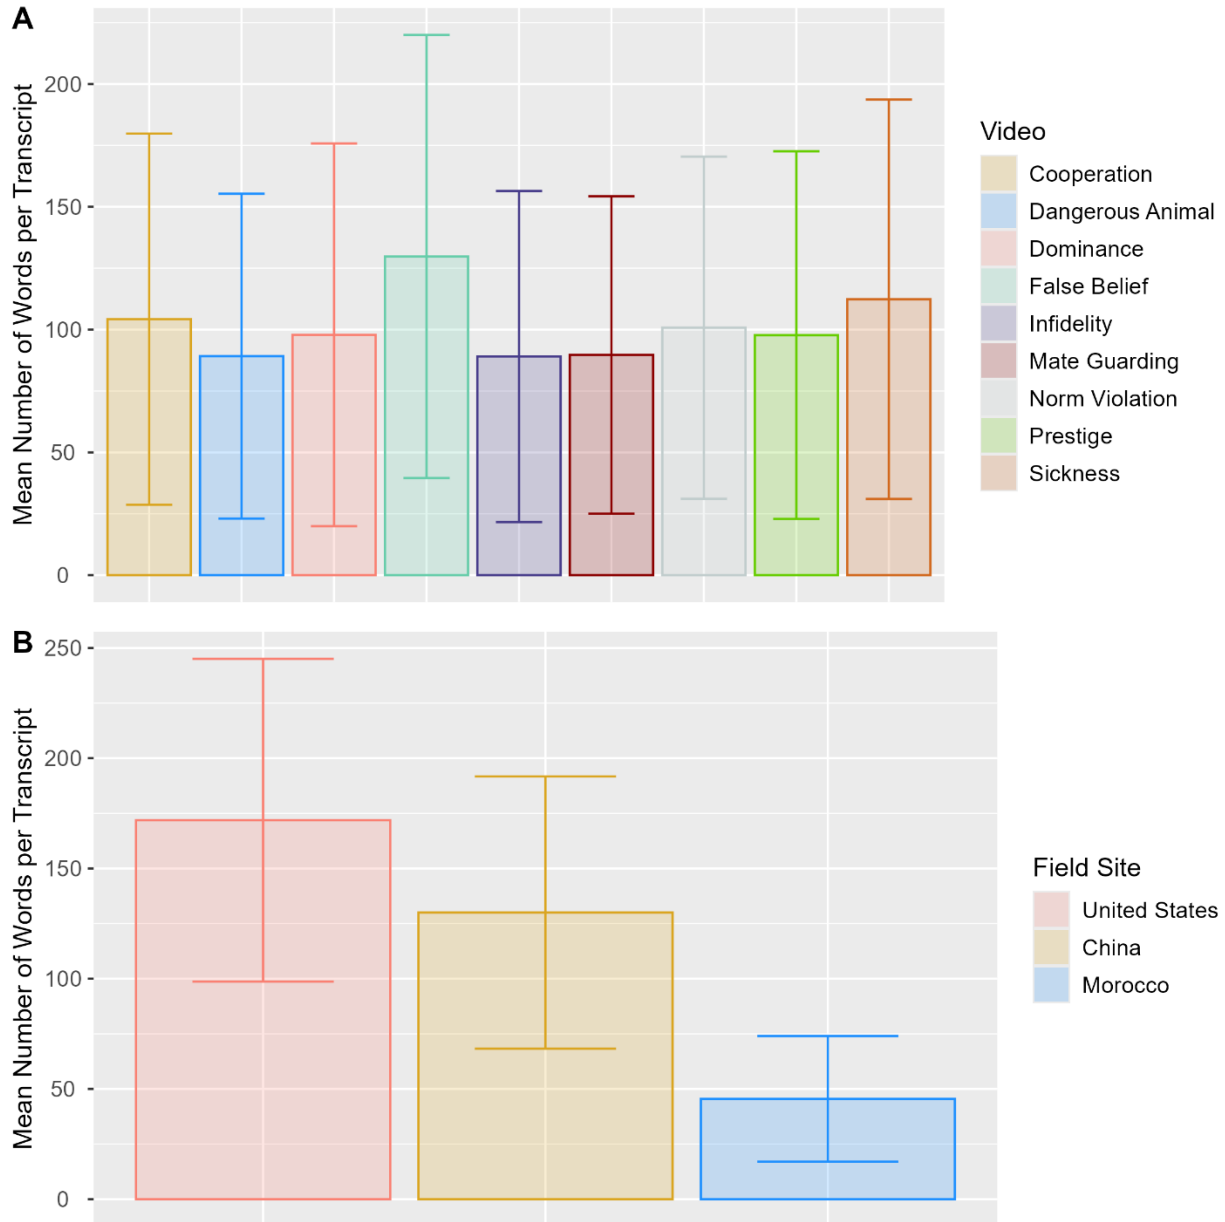 A
Mean Number of Words per Transcript
200
150
100
50
0
Video
Cooperation
Dangerous Animal
Dominance
False Belief
Infidelity
Mate Guarding
Norm Violation
Prestige
Sickness
B
Mean Number of Words per Transcript
250
200
150
100
50
0
Field Site
United States
China
Morocco